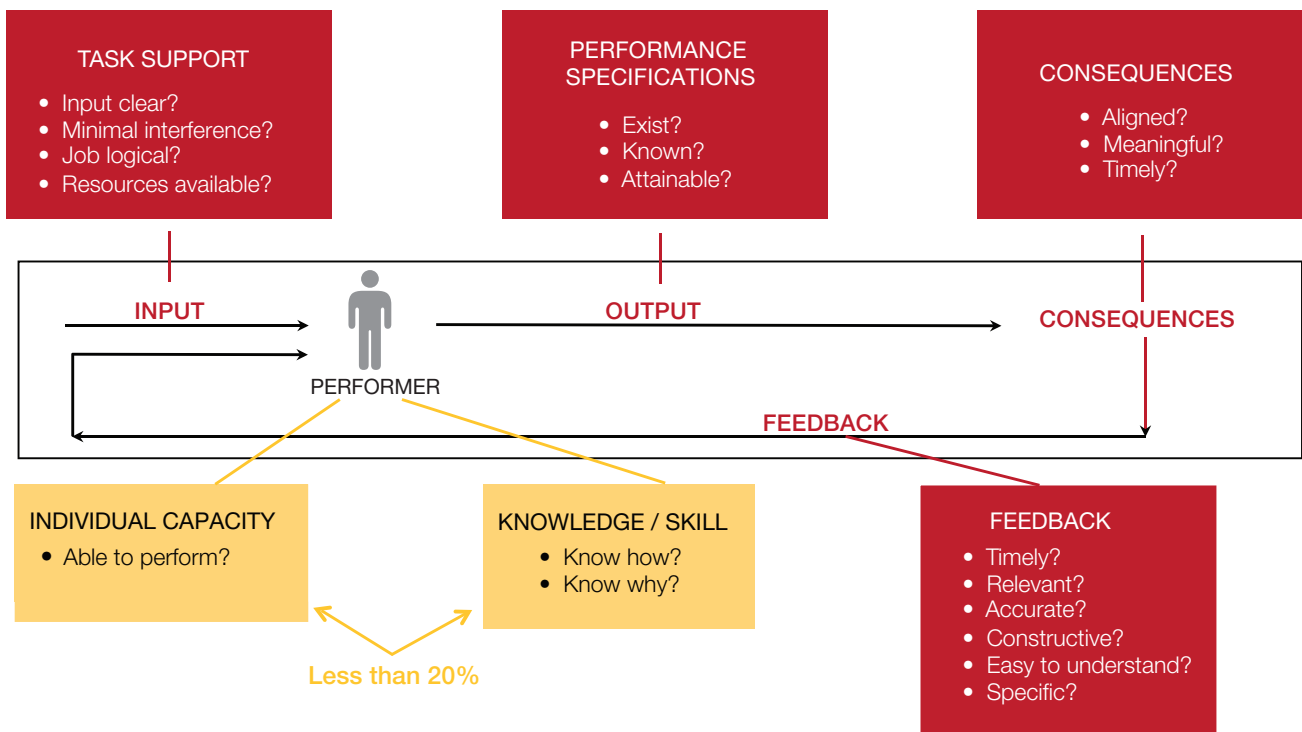 TASK SUPPORT
• Input clear?
• Minimal interference?
• Job logical?
• Resources available?
PERFORMANCE
SPECIFICATIONS
• Exist?
• Known?
• Attainable?
CONSEQUENCES
• Aligned?
• Meaningful?
• Timely?
INPUT
OUTPUT
CONSEQUENCES
PERFORMER
FEEDBACK
INDIVIDUAL CAPACITY
• Able to perform?
KNOWLEDGE / SKILL
• Know how?
• Know why?
Less than 20%
FEEDBACK
• Timely?
• Relevant?
• Accurate?
• Constructive?
• Easy to understand?
• Specific?